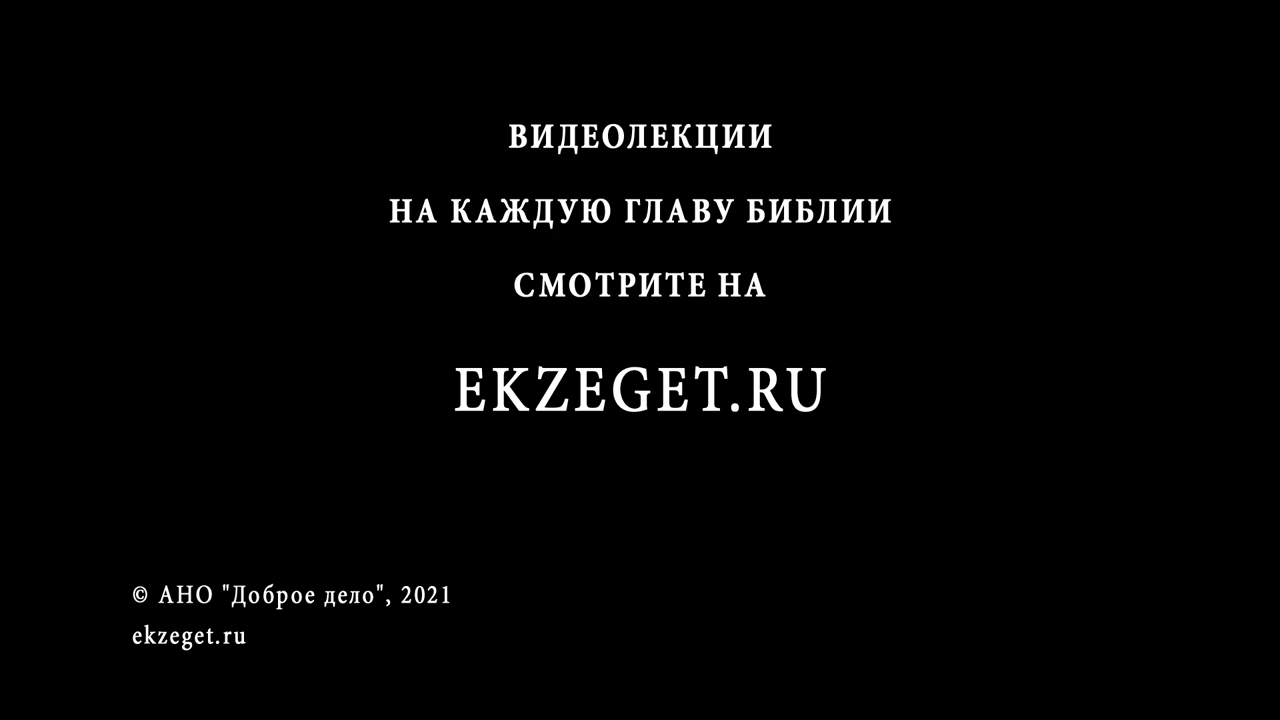 ВИДЕОЛЕКЦИИ
НА КАЖДУЮ ГЛАВУ БИБЛИИ
СМОТРИТЕ НА
EKZEGET.RU
© АНО "Доброе дело", 2021
ekzeget.ru